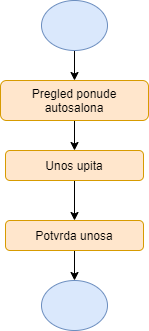 Pregled ponude
autosalona
Unos upita
Potvrda unosa